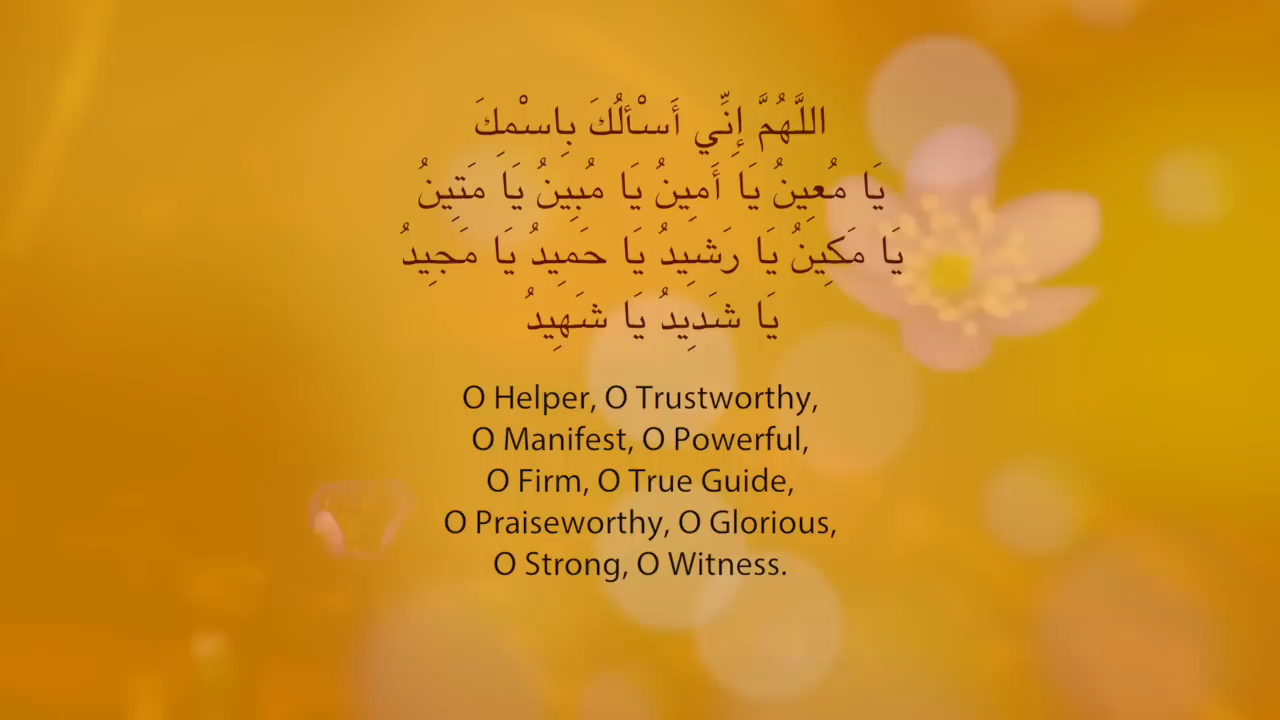 اللَّهُمَّ إِنِّي أَسْأَلُكَ بِاسْمِكَ
يَا مُعِينُ يَا أَمِينُ يَا مُبِينُ يَا مَتِينُ
يَا مَكِينُ يَا رَشِيدُ يَا حَمِيدُ يَا مَجِيدُ
يَا شَدِيدُ يَا شَهِيدُ
O Helper, O Trustworthy,
O Manifest, O Powerful,
O Firm, O True Guide,
O Praiseworthy, O Glorious,
O Strong, O Witness.